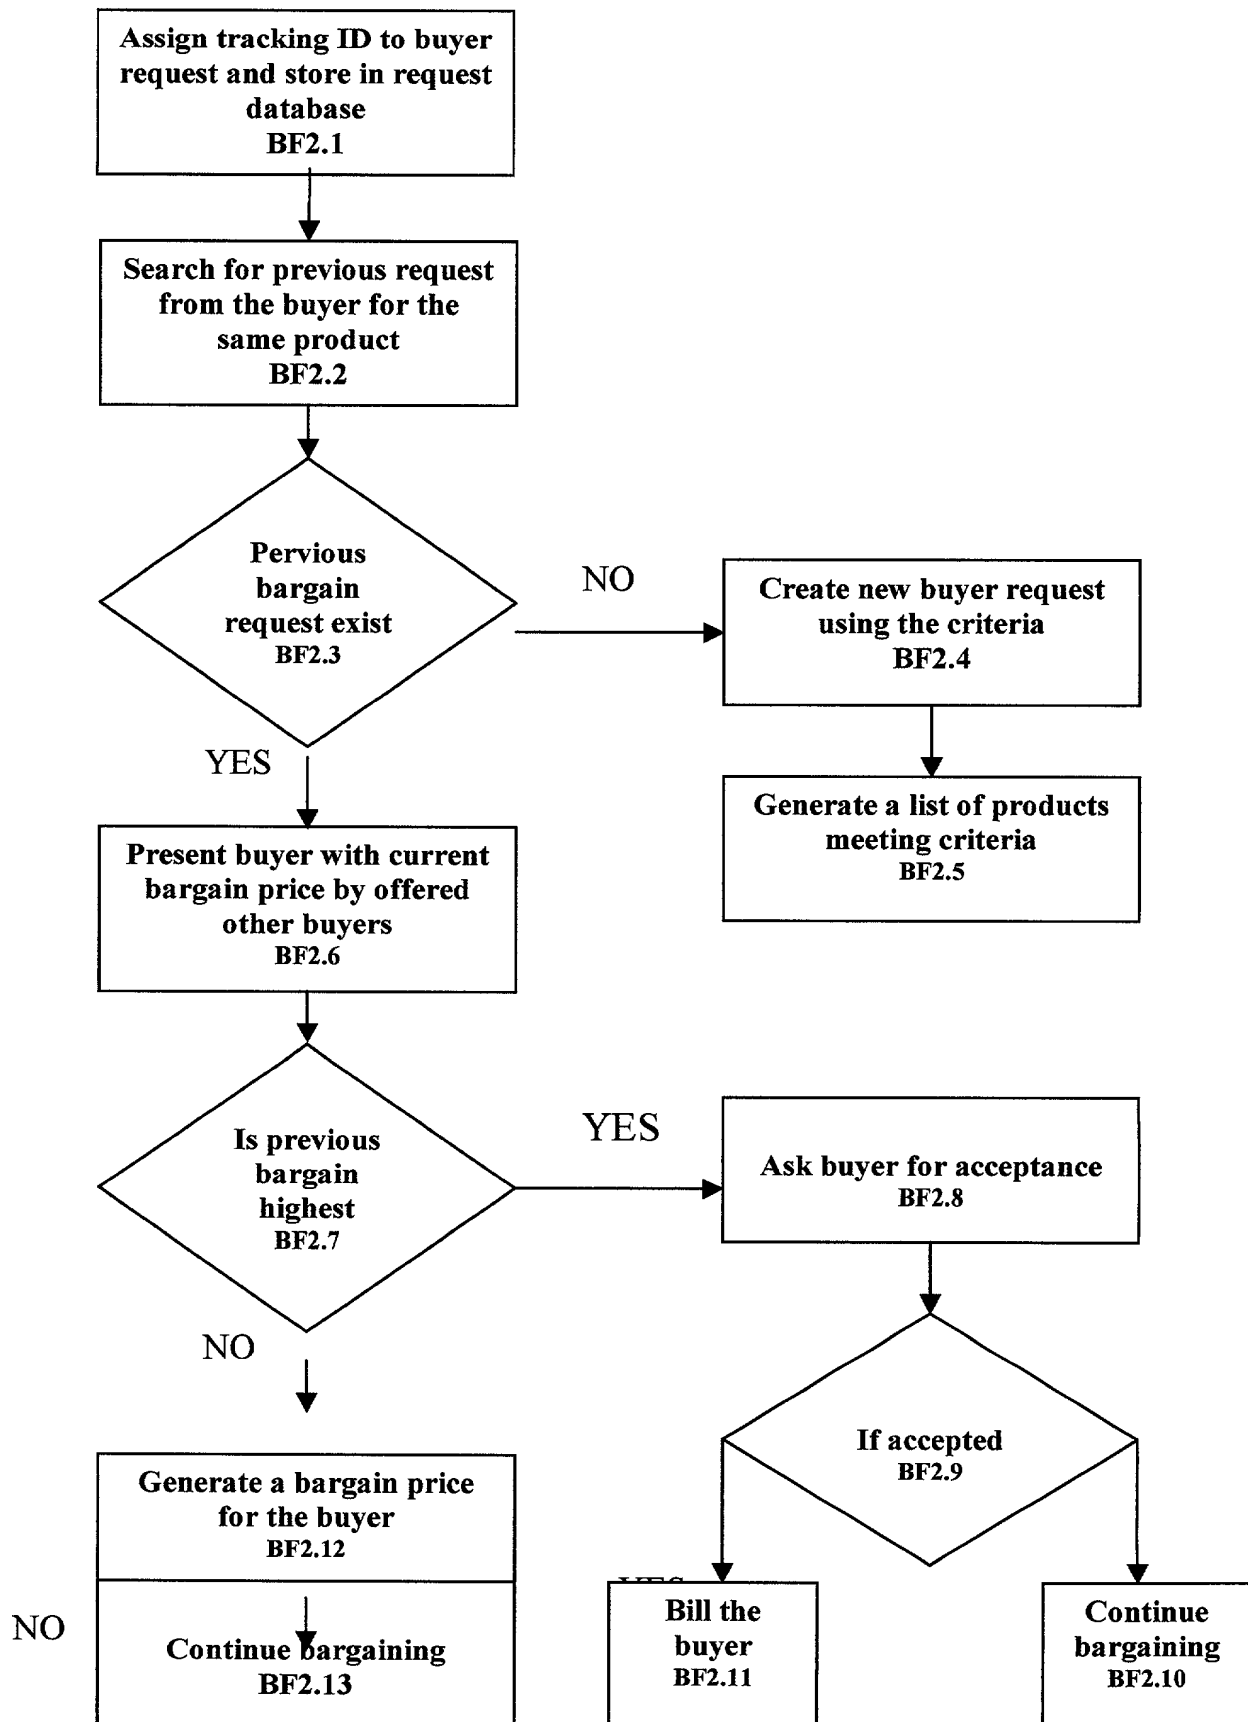 Assign tracking ID to buyer
request and store in request
database
BF2.1
Search for previous request
from the buyer for the
same product
BF2.2
Pervious
bargain
request exist
BF2.3
NO
Create new buyer request
using the criteria
BF2.4
YES
Generate a list of products
meeting criteria
BF2.5
Present buyer with current
bargain price by offered
other buyers
BF2.6
Is previous
bargain
highest
BF2.7
YES
Ask buyer for acceptance
BF2.8
NO
If accepted
BF2.9
Generate a bargain price
for the buyer
BF2.12
YES
NO
Continue bargaining
BF2.13
Bill the
buyer
BF2.11
Continue
bargaining
BF2.10